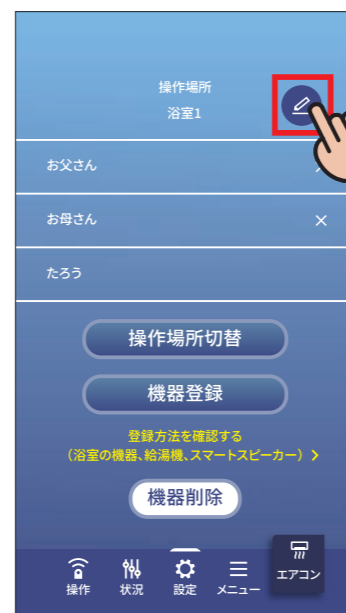 操作場所
浴室1
お父さん
お母さん ×
たろう
操作場所切替
機器登録
登録方法を確認する
（浴室の機器、給湯機、スマートスピーカー）>
機器削除
操作 状況 設定 メニュー エアコン